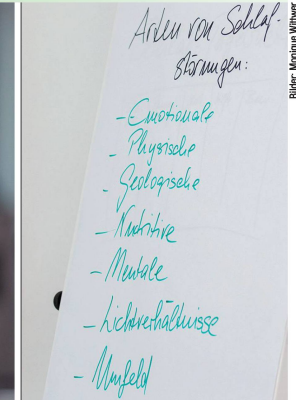 Arten von Schlaf-
störungen:
- Emotionale
- Physische
- Geologische
- Nutritive
- Mentale
- Lichtverhältnisse
- Umfeld
Bilder: Monique Wittwer